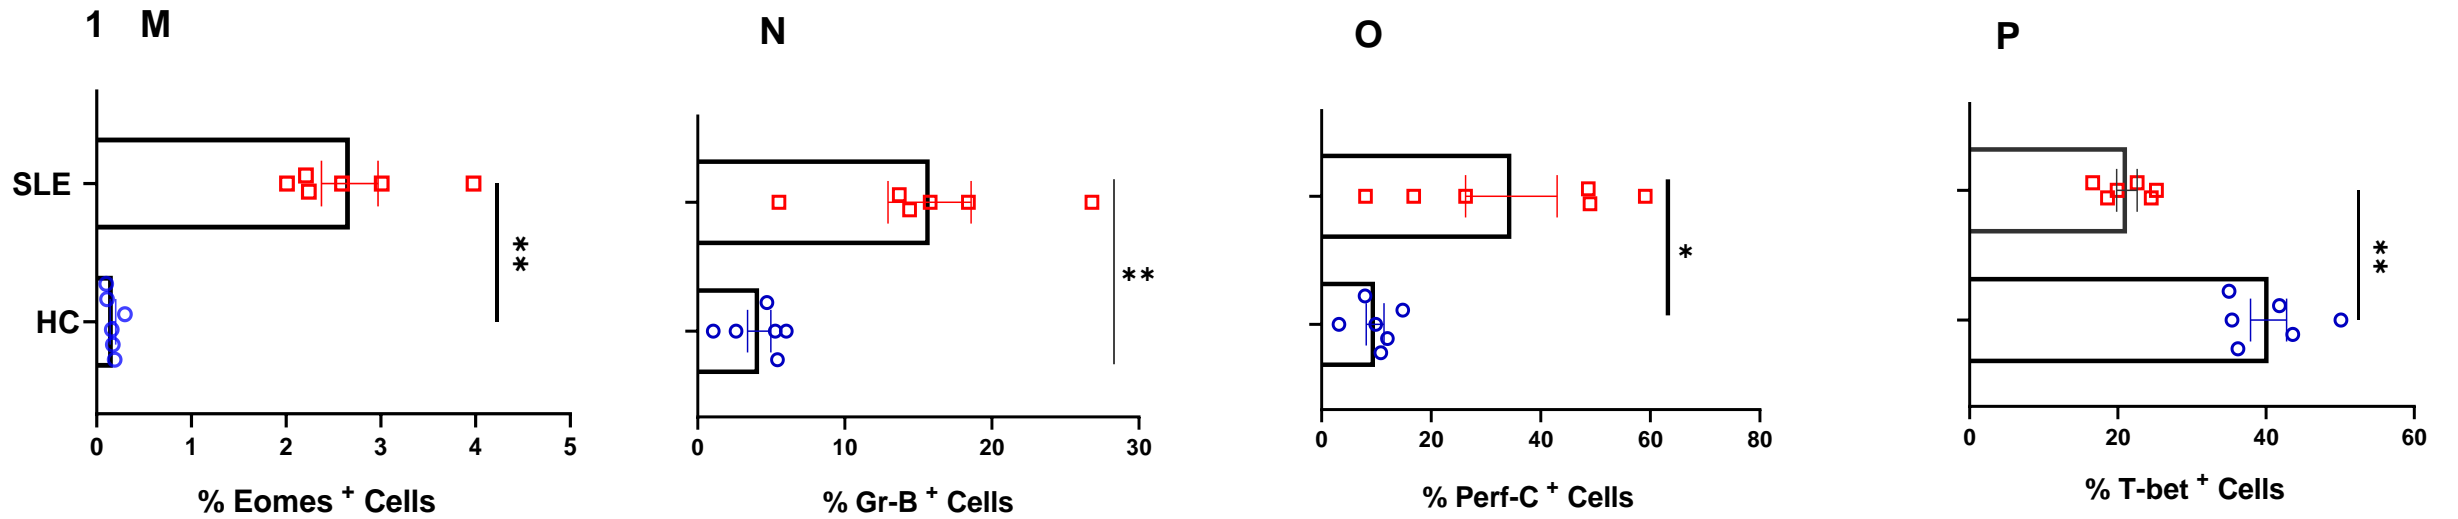 1 M
N
O
P
SLE
HC
**
**
*
**
0 1 2 3 4 5
0 10 20 30
0 20 40 60 80
0 20 40 60
% Eomes + Cells
% Gr-B + Cells
% Perf-C + Cells
% T-bet + Cells